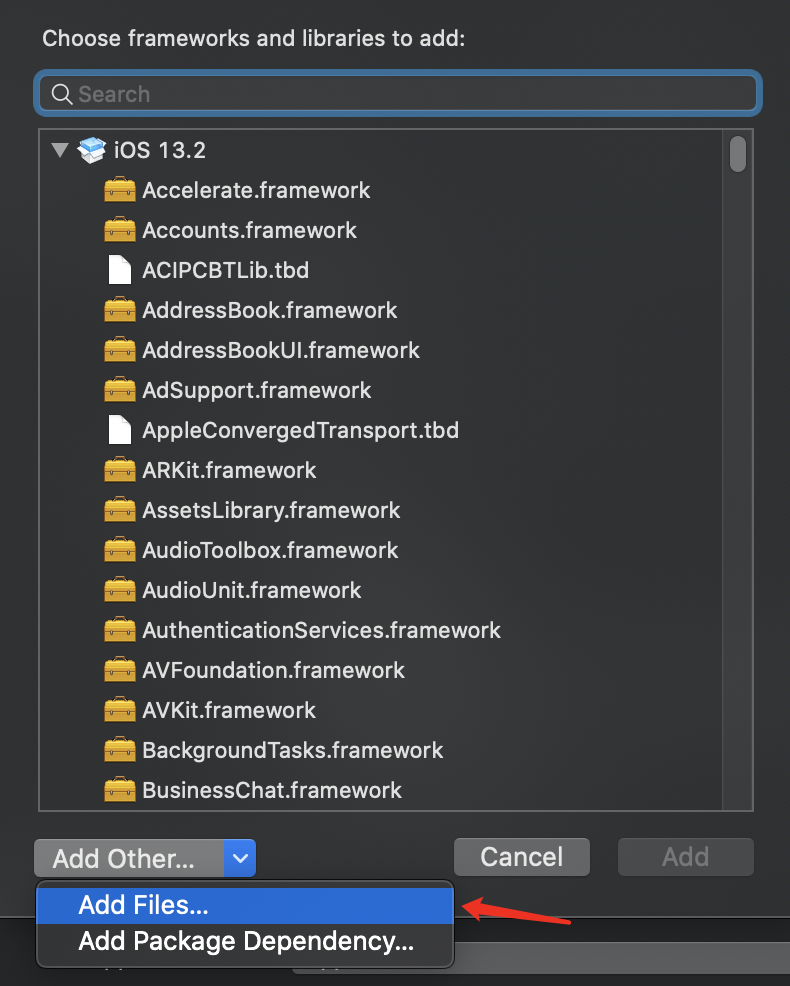 Choose frameworks and libraries to add:
Search
iOS 13.2
Accelerate.framework
Accounts.framework
ACIPCBTLib.tbd
AddressBook.framework
AddressBookUI.framework
AdSupport.framework
AppleConvergedTransport.tbd
ARKit.framework
AssetsLibrary.framework
AudioToolbox.framework
AudioUnit.framework
AuthenticationServices.framework
AVFoundation.framework
AVKit.framework
BackgroundTasks.framework
BusinessChat.framework
Add Other...
Cancel
Add
Add Files...
Add Package Dependency...